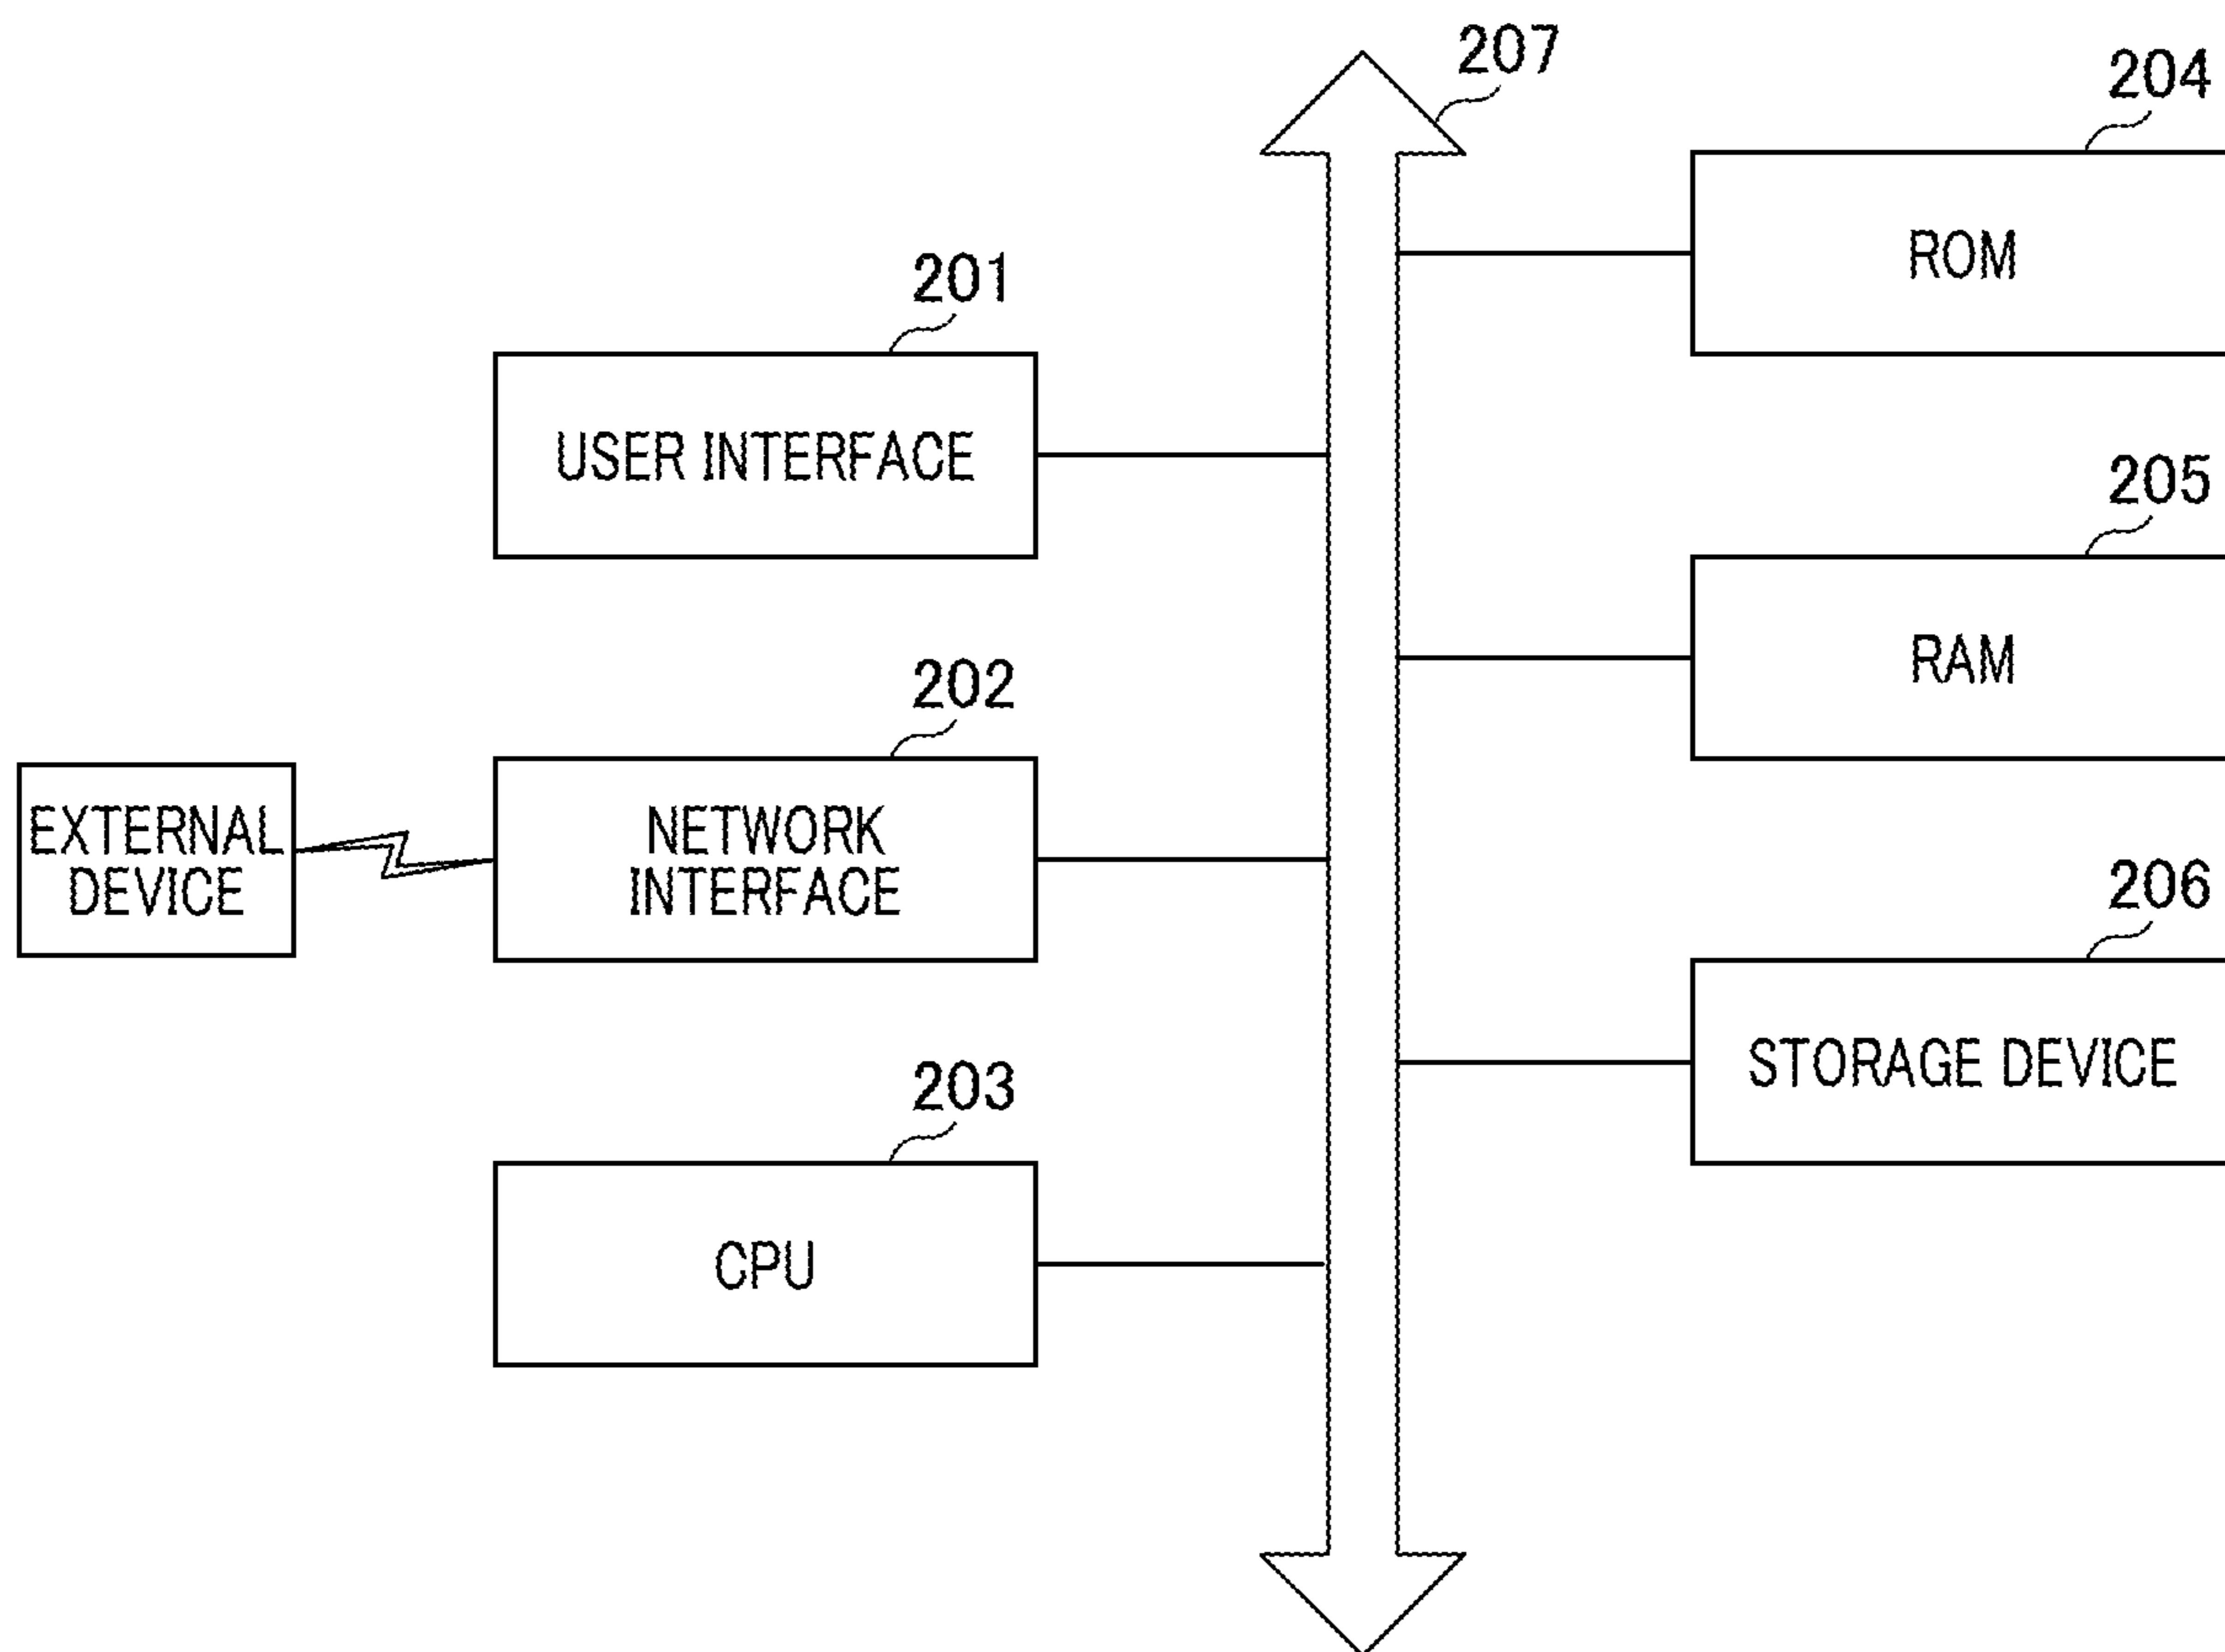 207
204
ROM
201
USER INTERFACE
205
RAM
202
EXTERNAL
DEVICE
NETWORK
INTERFACE
206
STORAGE DEVICE
203
CPU